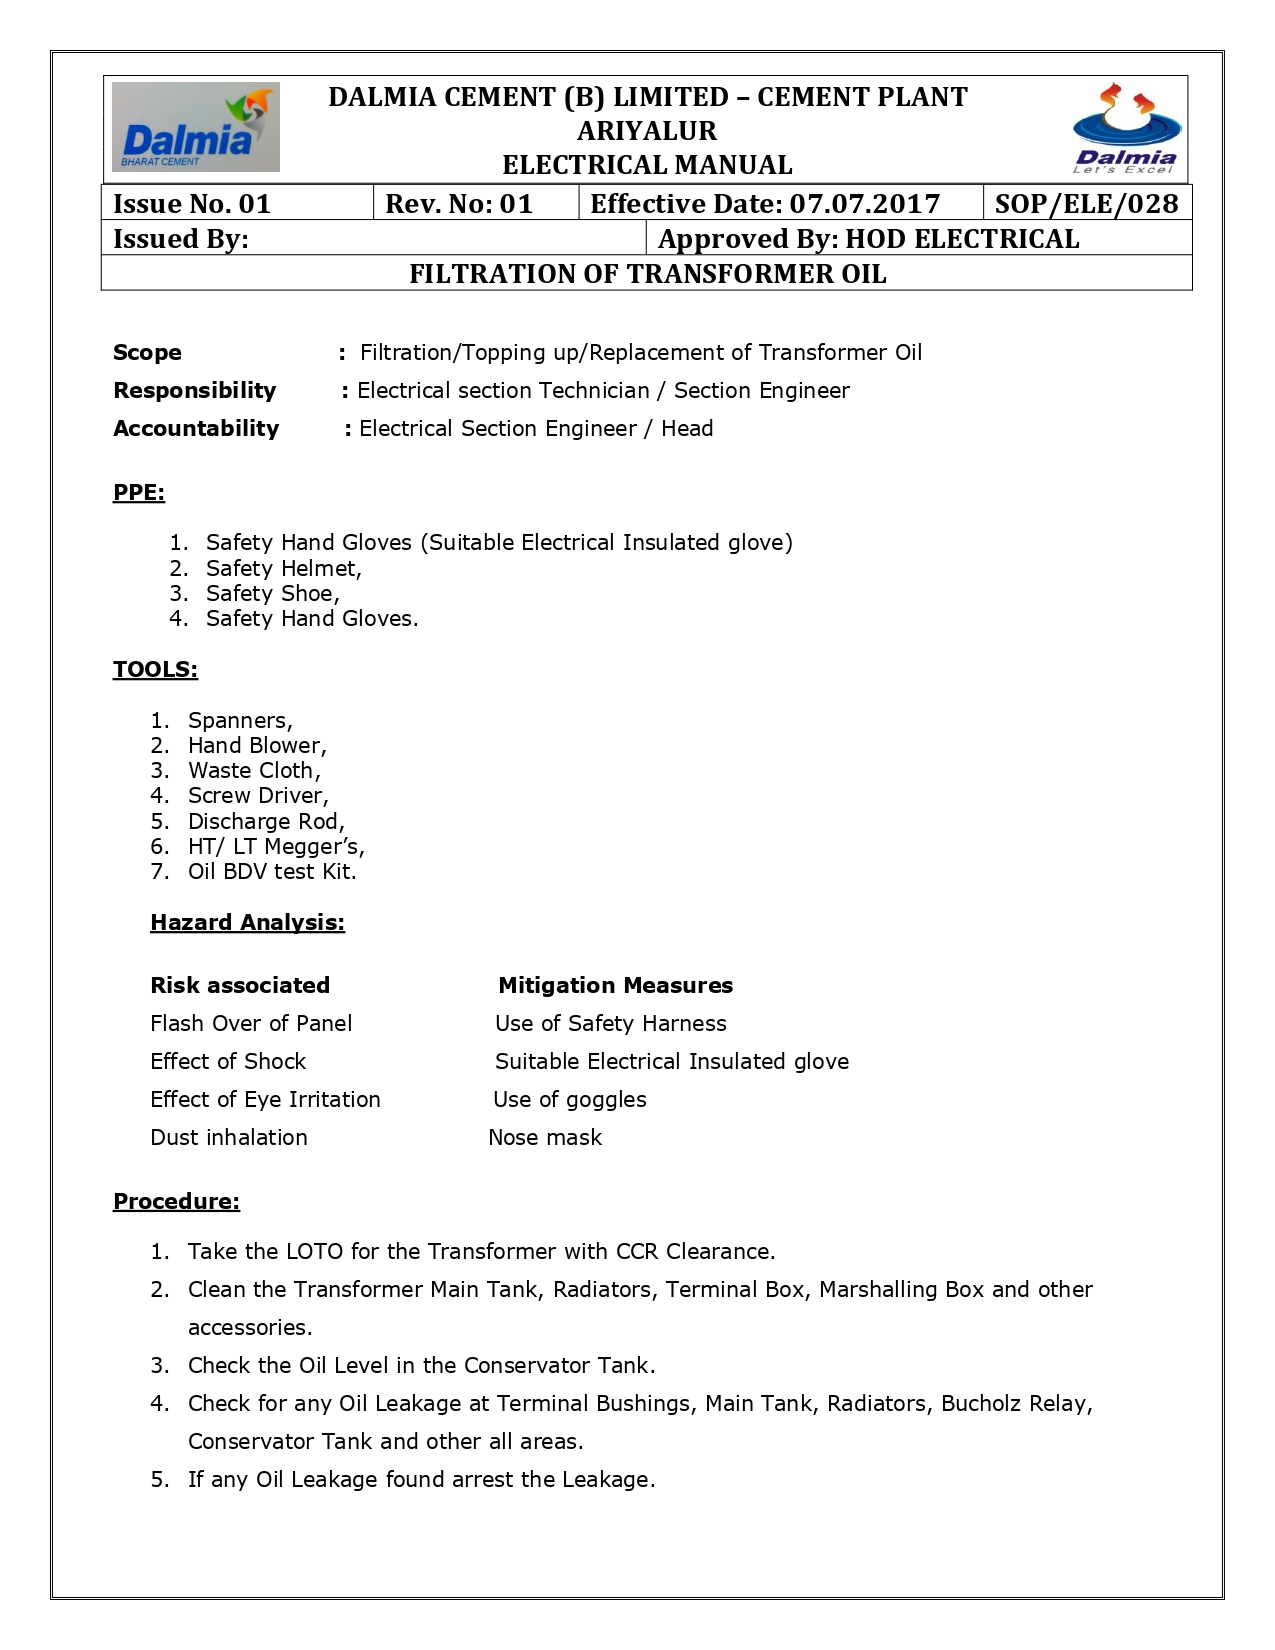 Dalmia
BHARAT CEMENT
DALMIA CEMENT (B) LIMITED – CEMENT PLANT
ARIYALUR
ELECTRICAL MANUAL
Dalmia
Let's Excel
Issue No. 01 Rev. No: 01 Effective Date: 07.07.2017 SOP/ELE/028
Issued By: Approved By: HOD ELECTRICAL
FILTRATION OF TRANSFORMER OIL
Scope : Filtration/Topping up/Replacement of Transformer Oil
Responsibility : Electrical section Technician / Section Engineer
Accountability : Electrical Section Engineer / Head
PPE:
1. Safety Hand Gloves (Suitable Electrical Insulated glove)
2. Safety Helmet,
3. Safety Shoe,
4. Safety Hand Gloves.
TOOLS:
1. Spanners,
2. Hand Blower,
3. Waste Cloth,
4. Screw Driver,
5. Discharge Rod,
6. HT/ LT Megger’s,
7. Oil BDV test Kit.
Hazard Analysis:
Risk associated Mitigation Measures
Flash Over of Panel Use of Safety Harness
Effect of Shock Suitable Electrical Insulated glove
Effect of Eye Irritation Use of goggles
Dust inhalation Nose mask
Procedure:
1. Take the LOTO for the Transformer with CCR Clearance.
2. Clean the Transformer Main Tank, Radiators, Terminal Box, Marshalling Box and other
accessories.
3. Check the Oil Level in the Conservator Tank.
4. Check for any Oil Leakage at Terminal Bushings, Main Tank, Radiators, Bucholz Relay,
Conservator Tank and other all areas.
5. If any Oil Leakage found arrest the Leakage.